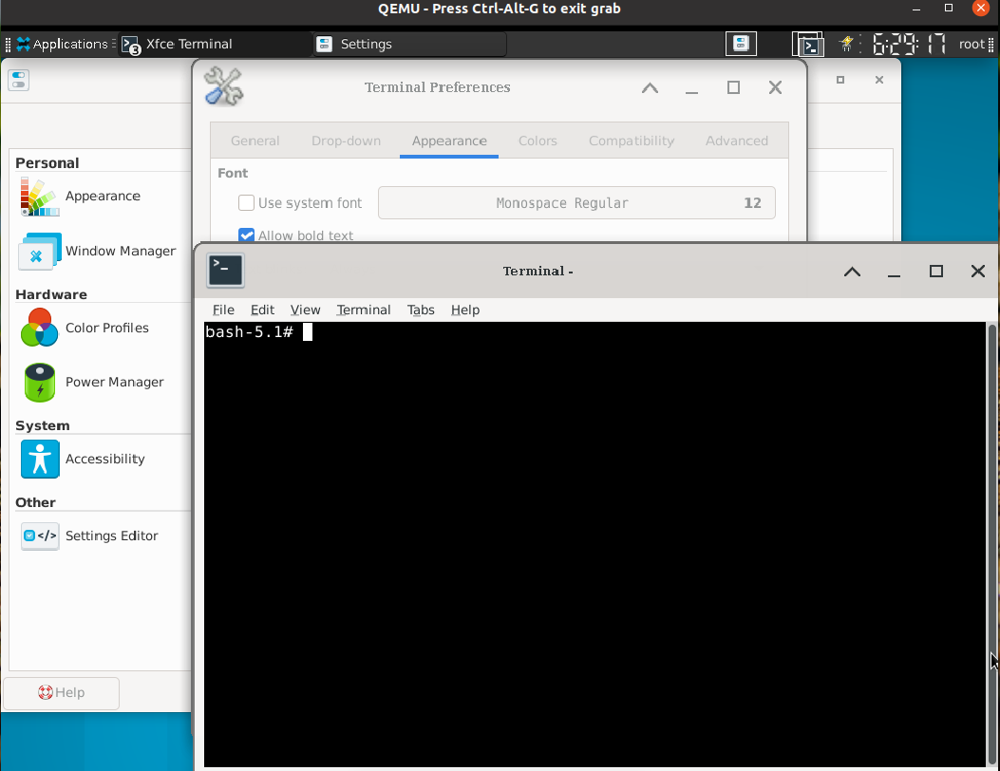 QEMU - Press Ctrl-Alt-G to exit grab
Applications 3 Xfce Terminal Settings 6:29:17 root
Terminal Preferences
General Drop-down Appearance Colors Compatibility Advanced
Font
Use system font Monospace Regular 12
Allow bold text
Personal
Appearance
Window Manager
Hardware
Color Profiles
Power Manager
System
Accessibility
Other
Settings Editor
Help
Terminal -
File Edit View Terminal Tabs Help
bash-5.1#